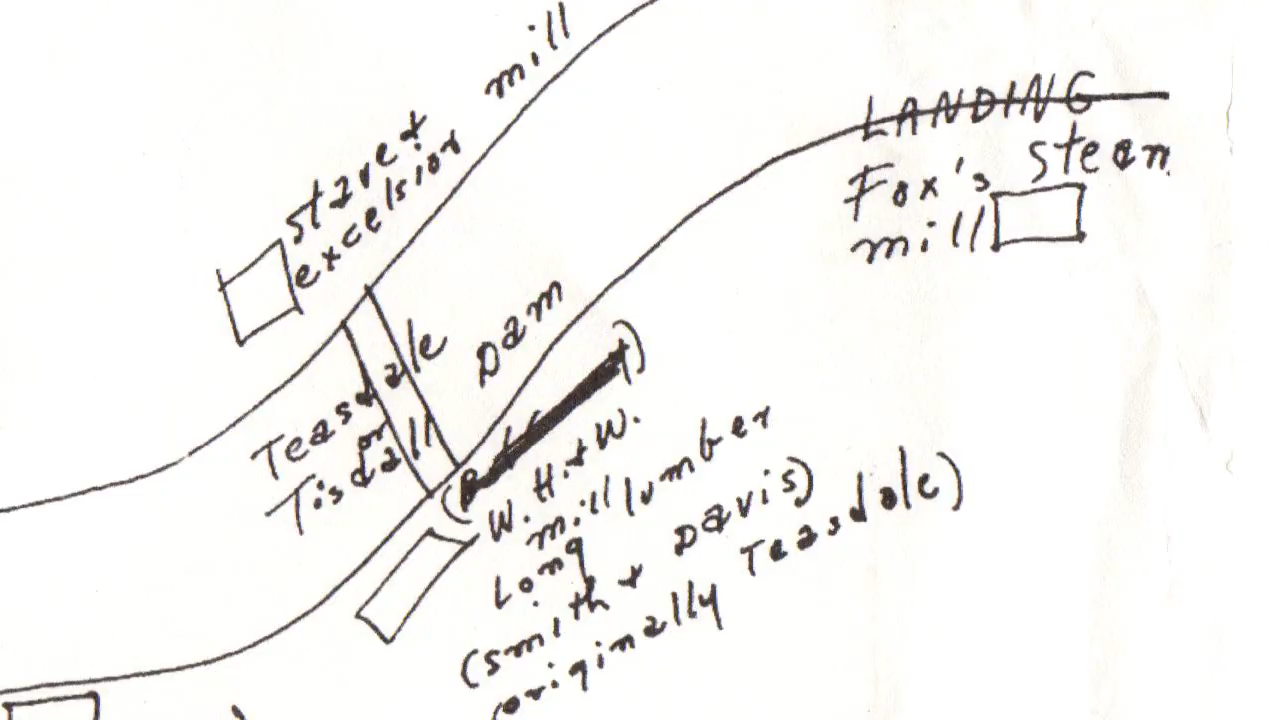 mill
stave +
excelsior
LANDING
Fox's steam
mill
Dam
Teasdale
or
Tisdall
W. H. + W.
mill lumber
Long
(smith + Davis)
(originally Teasdale)